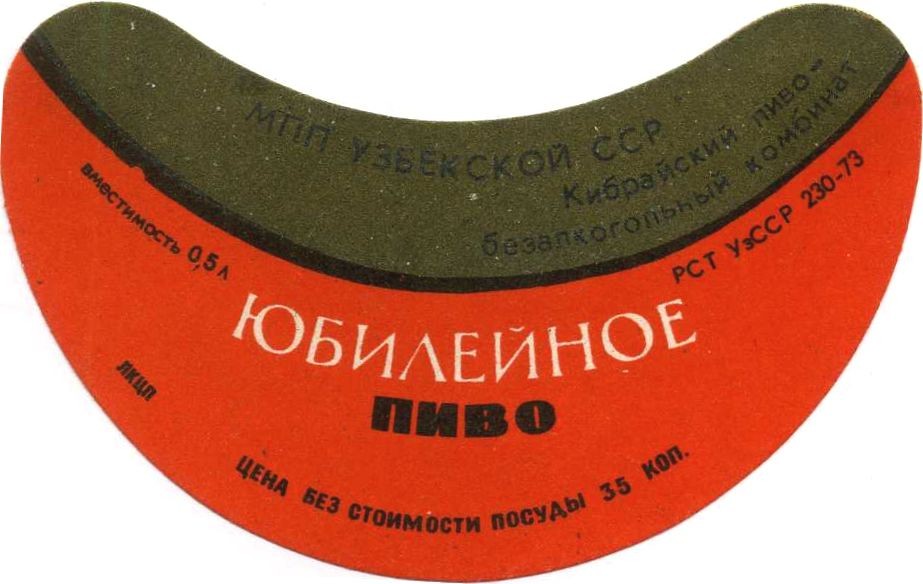 МПП УЗБЕКСКОЙ ССР
Кибрайский пиво-
безалкогольный комбинат
вместимость 0,5 л
РСТ УзССР 230-73
ЮБИЛЕЙНОЕ
ПИВО
ЛКЦЛ
ЦЕНА БЕЗ СТОИМОСТИ ПОСУДЫ 35 КОП.